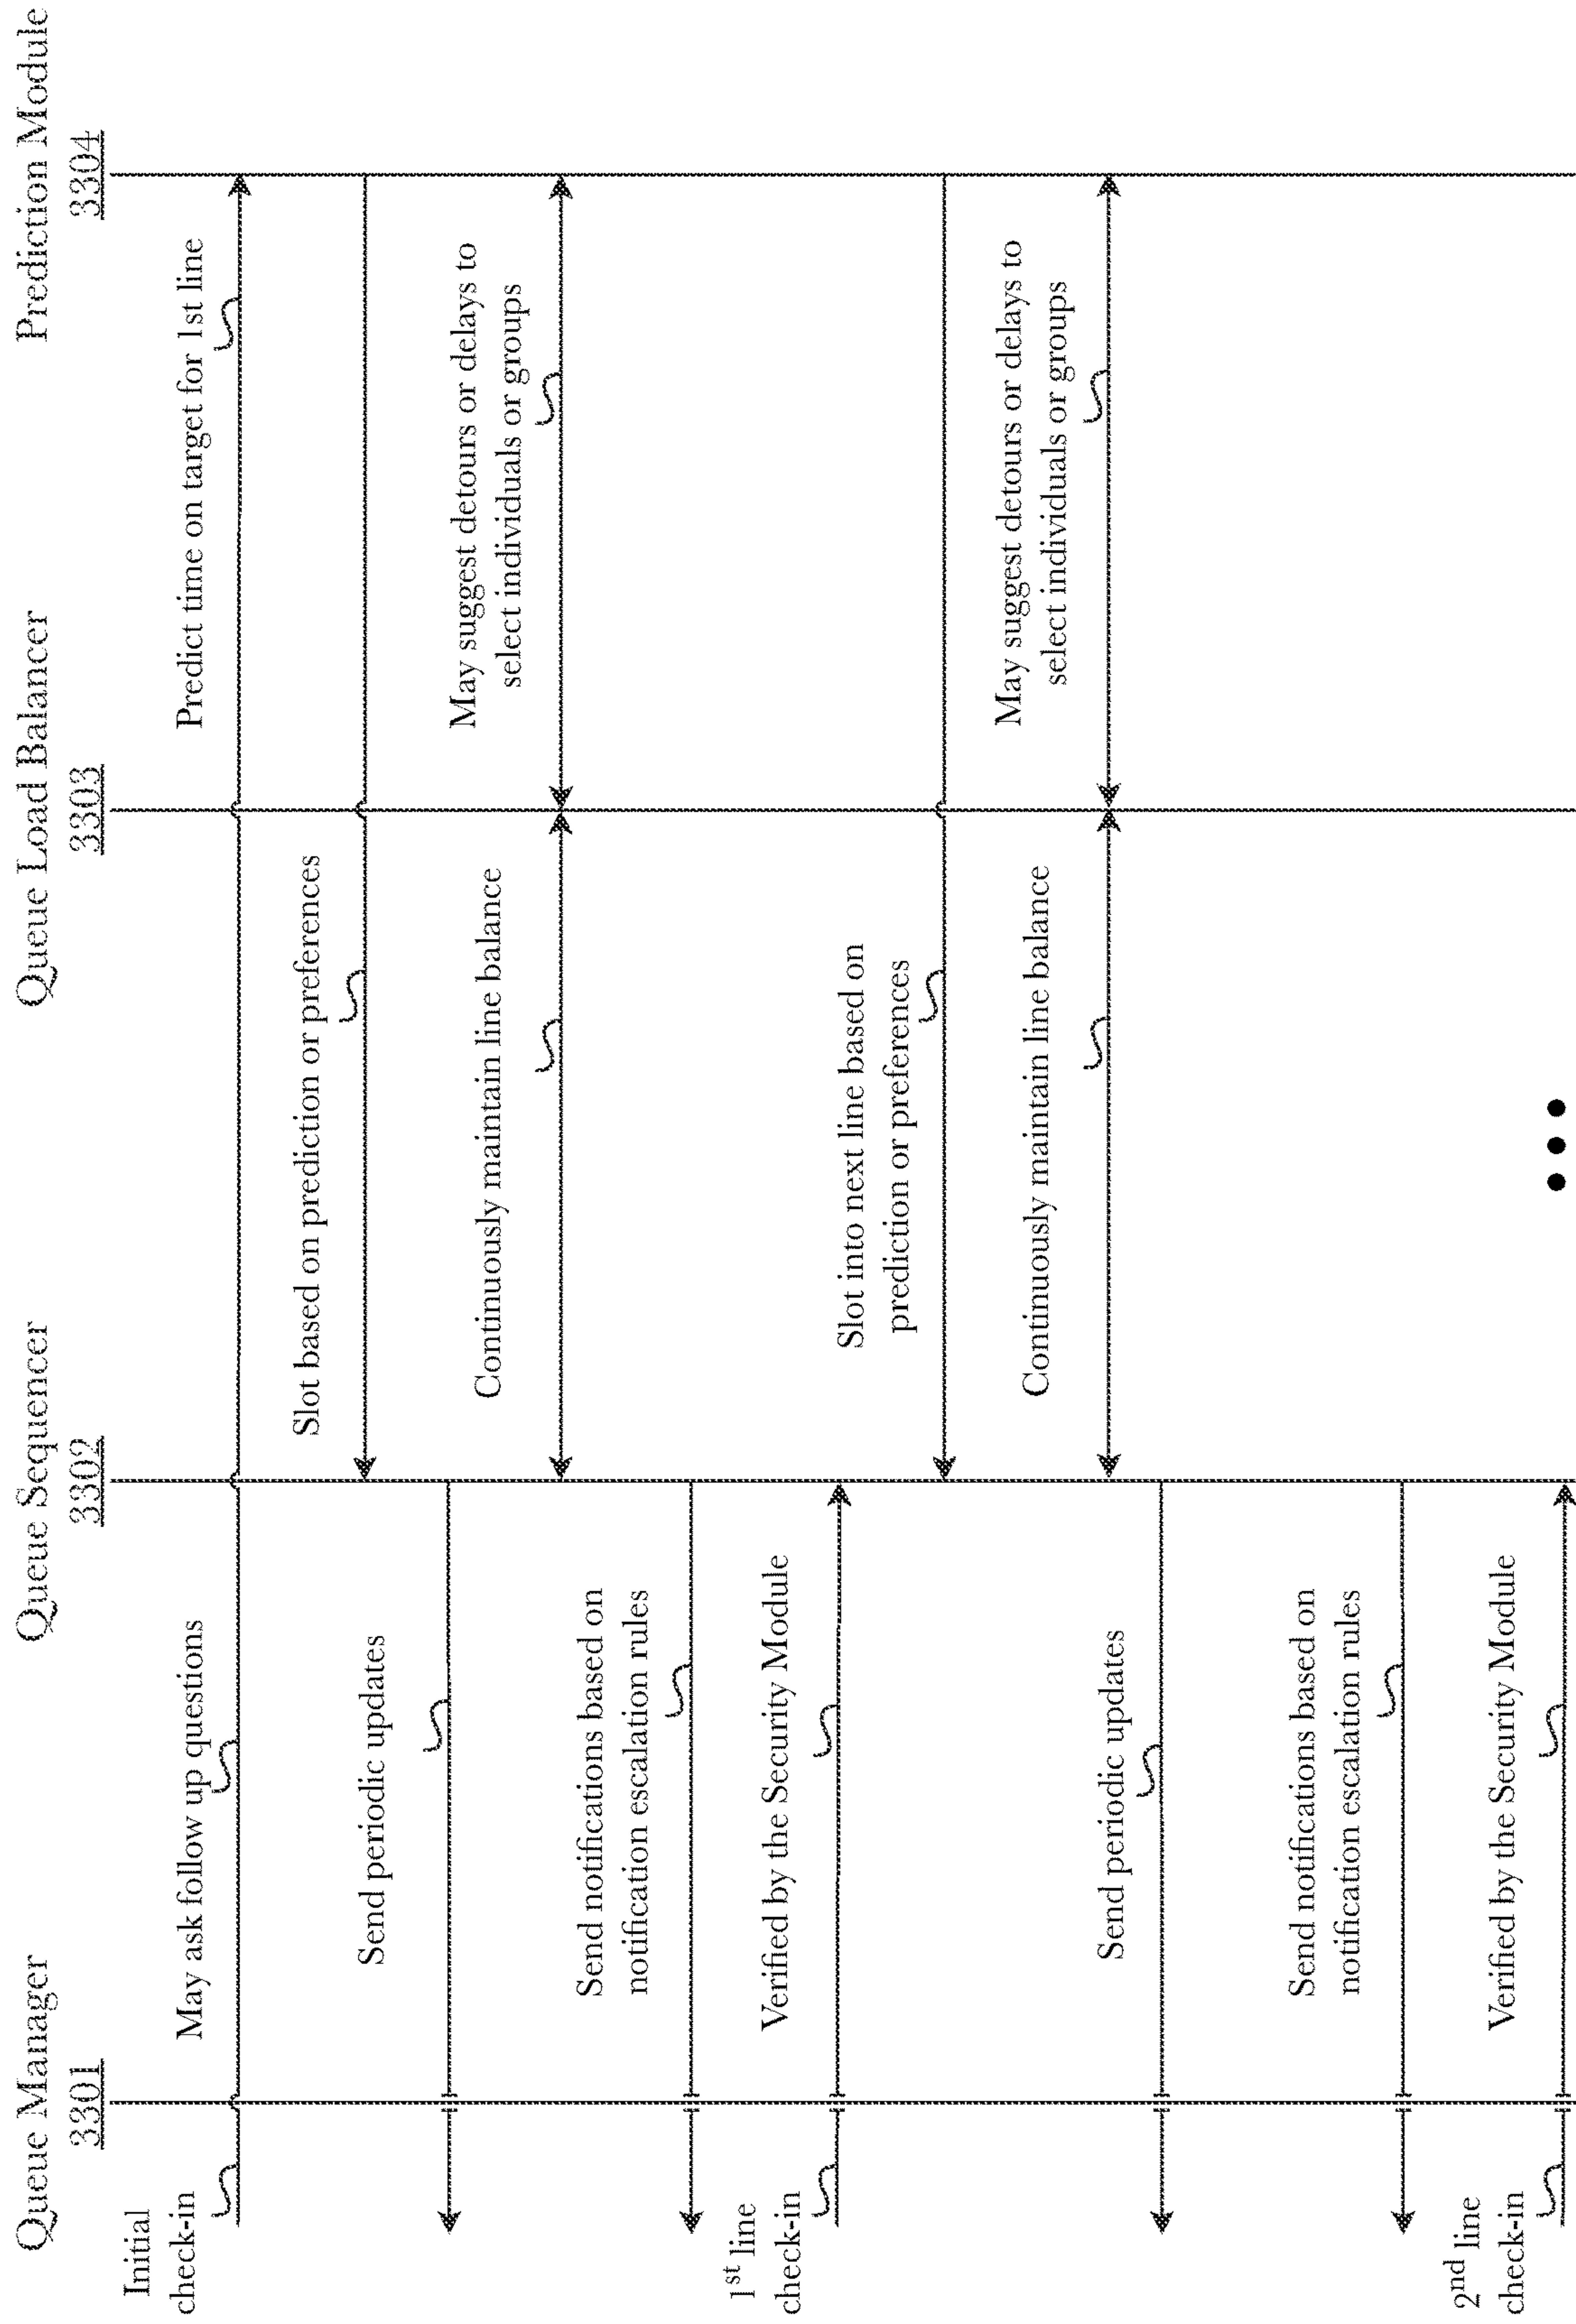 Queue Manager
3301
Queue Sequencer
3302
Queue Load Balancer
3303
Prediction Module
3304
Initial
check-in
May ask follow up questions
Predict time on target for 1st line
Slot based on prediction or preferences
Send periodic updates
Continuously maintain line balance
May suggest detours or delays to
select individuals or groups
Send notifications based on
notification escalation rules
1st line
check-in
Verified by the Security Module
Slot into next line based on
prediction or preferences
Continuously maintain line balance
May suggest detours or delays to
select individuals or groups
Send periodic updates
Send notifications based on
notification escalation rules
2nd line
check-in
Verified by the Security Module